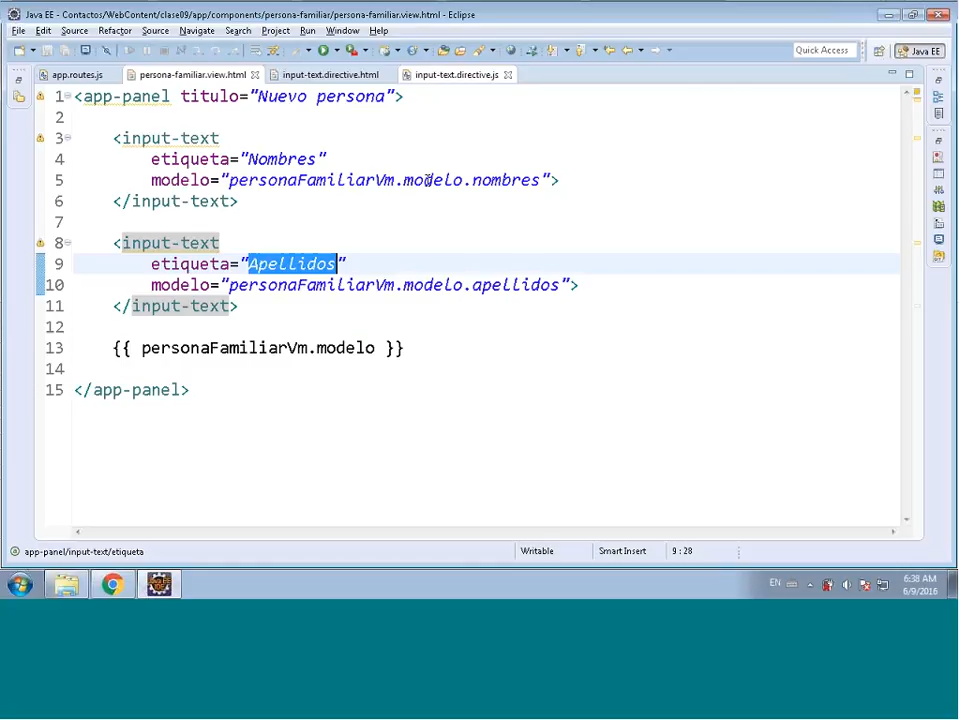 Java EE - Contactos/WebContent/clase09/app/components/persona-familiar/persona-familiar.view.html - Eclipse
File Edit Source Refactor Source Navigate Search Project Run Window Help
Quick Access Java EE
app.routes.js persona-familiar.view.html input-text.directive.html input-text.directive.js
1 <app-panel titulo="Nuevo persona">
2
3 <input-text
4 etiqueta="Nombres"
5 modelo="personaFamiliarVm.modelo.nombres">
6 </input-text>
7
8 <input-text
9 etiqueta="Apellidos"
10 modelo="personaFamiliarVm.modelo.apellidos">
11 </input-text>
12
13 {{ personaFamiliarVm.modelo }}
14
15 </app-panel>
app-panel/input-text/etiqueta Writable Smart Insert 9 : 28
EN 6:38 AM
6/9/2016